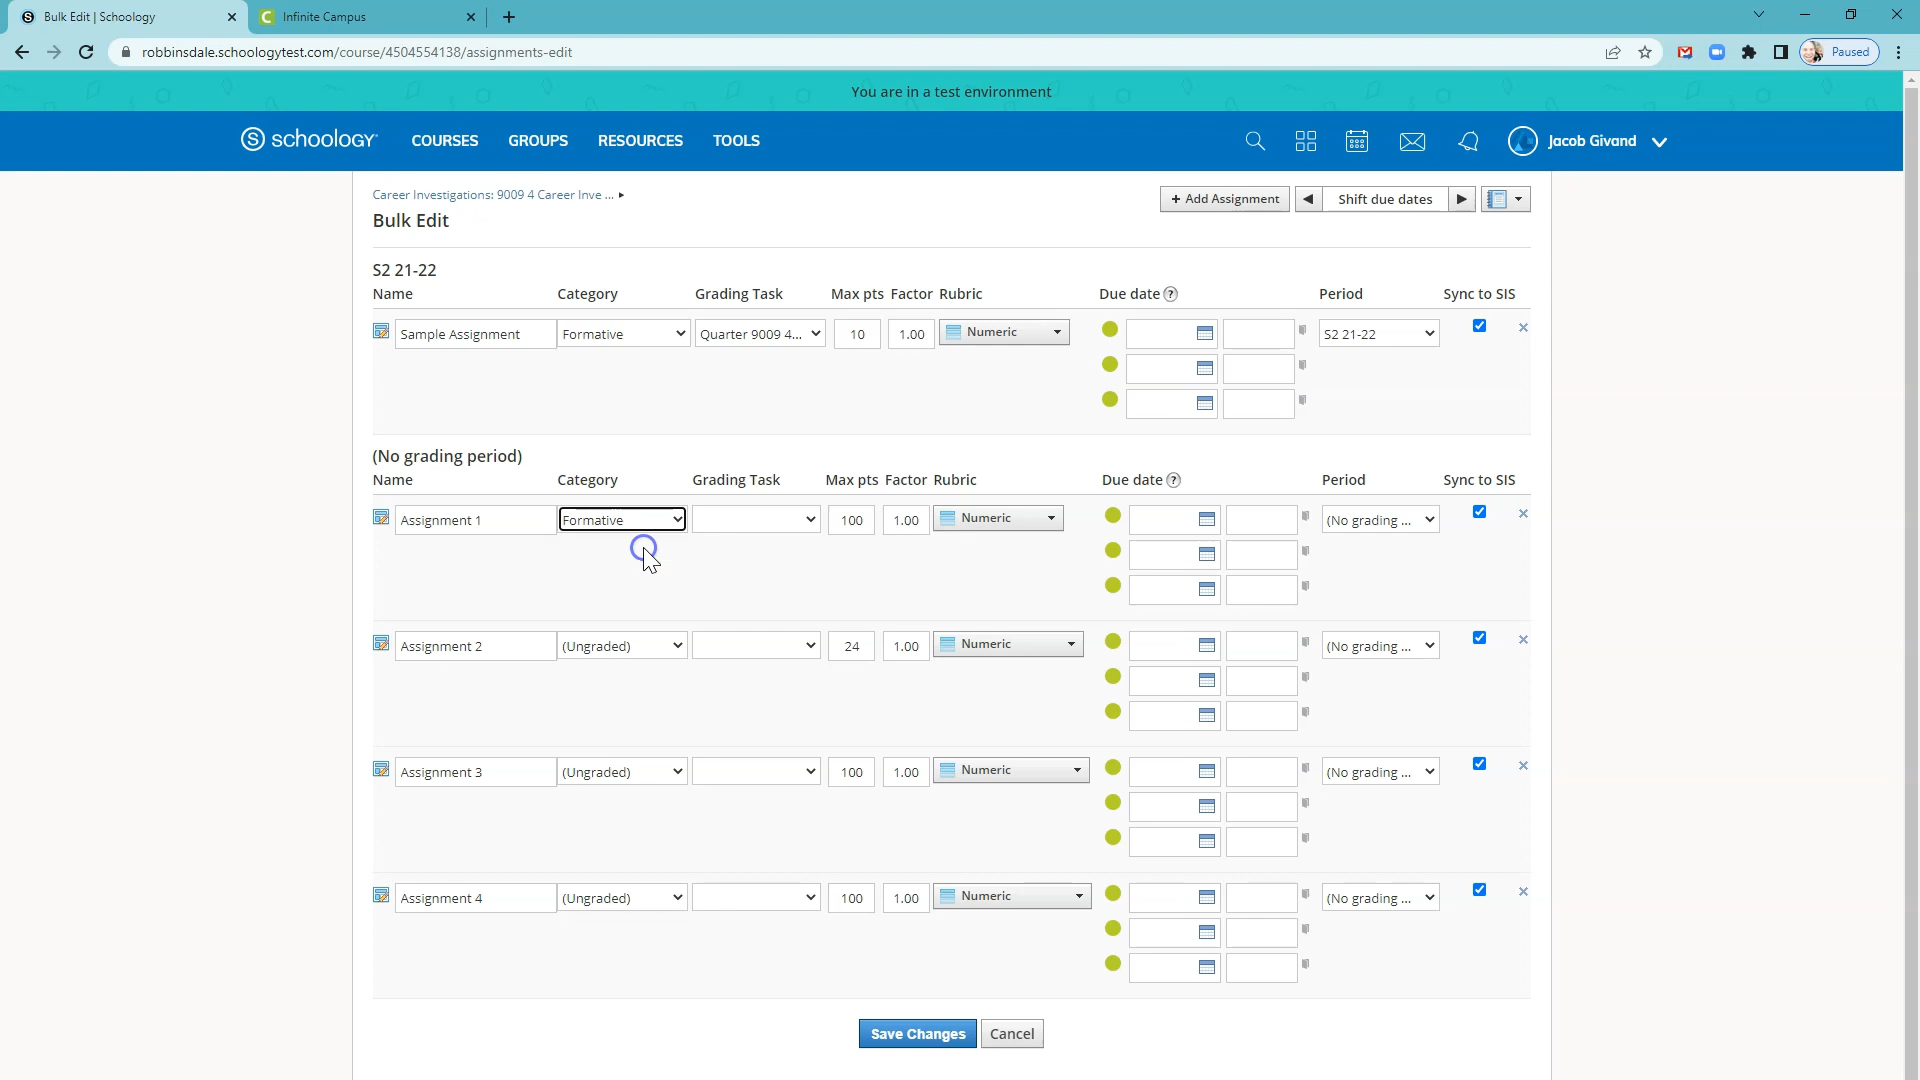 Bulk Edit | Schoology
Infinite Campus
robbinsdale.schoologytest.com/course/4504554138/assignments-edit
Paused
You are in a test environment
schoology COURSES GROUPS RESOURCES TOOLS Jacob Givand
Career Investigations: 9009 4 Career Inve ...
+ Add Assignment Shift due dates
Bulk Edit
S2 21-22
Name Category Grading Task Max pts Factor Rubric Due date ? Period Sync to SIS
Sample Assignment Formative Quarter 9009 4... 10 1.00 Numeric S2 21-22
(No grading period)
Name Category Grading Task Max pts Factor Rubric Due date ? Period Sync to SIS
Assignment 1 Formative 100 1.00 Numeric (No grading ...
Assignment 2 (Ungraded) 24 1.00 Numeric (No grading ...
Assignment 3 (Ungraded) 100 1.00 Numeric (No grading ...
Assignment 4 (Ungraded) 100 1.00 Numeric (No grading ...
Save Changes Cancel